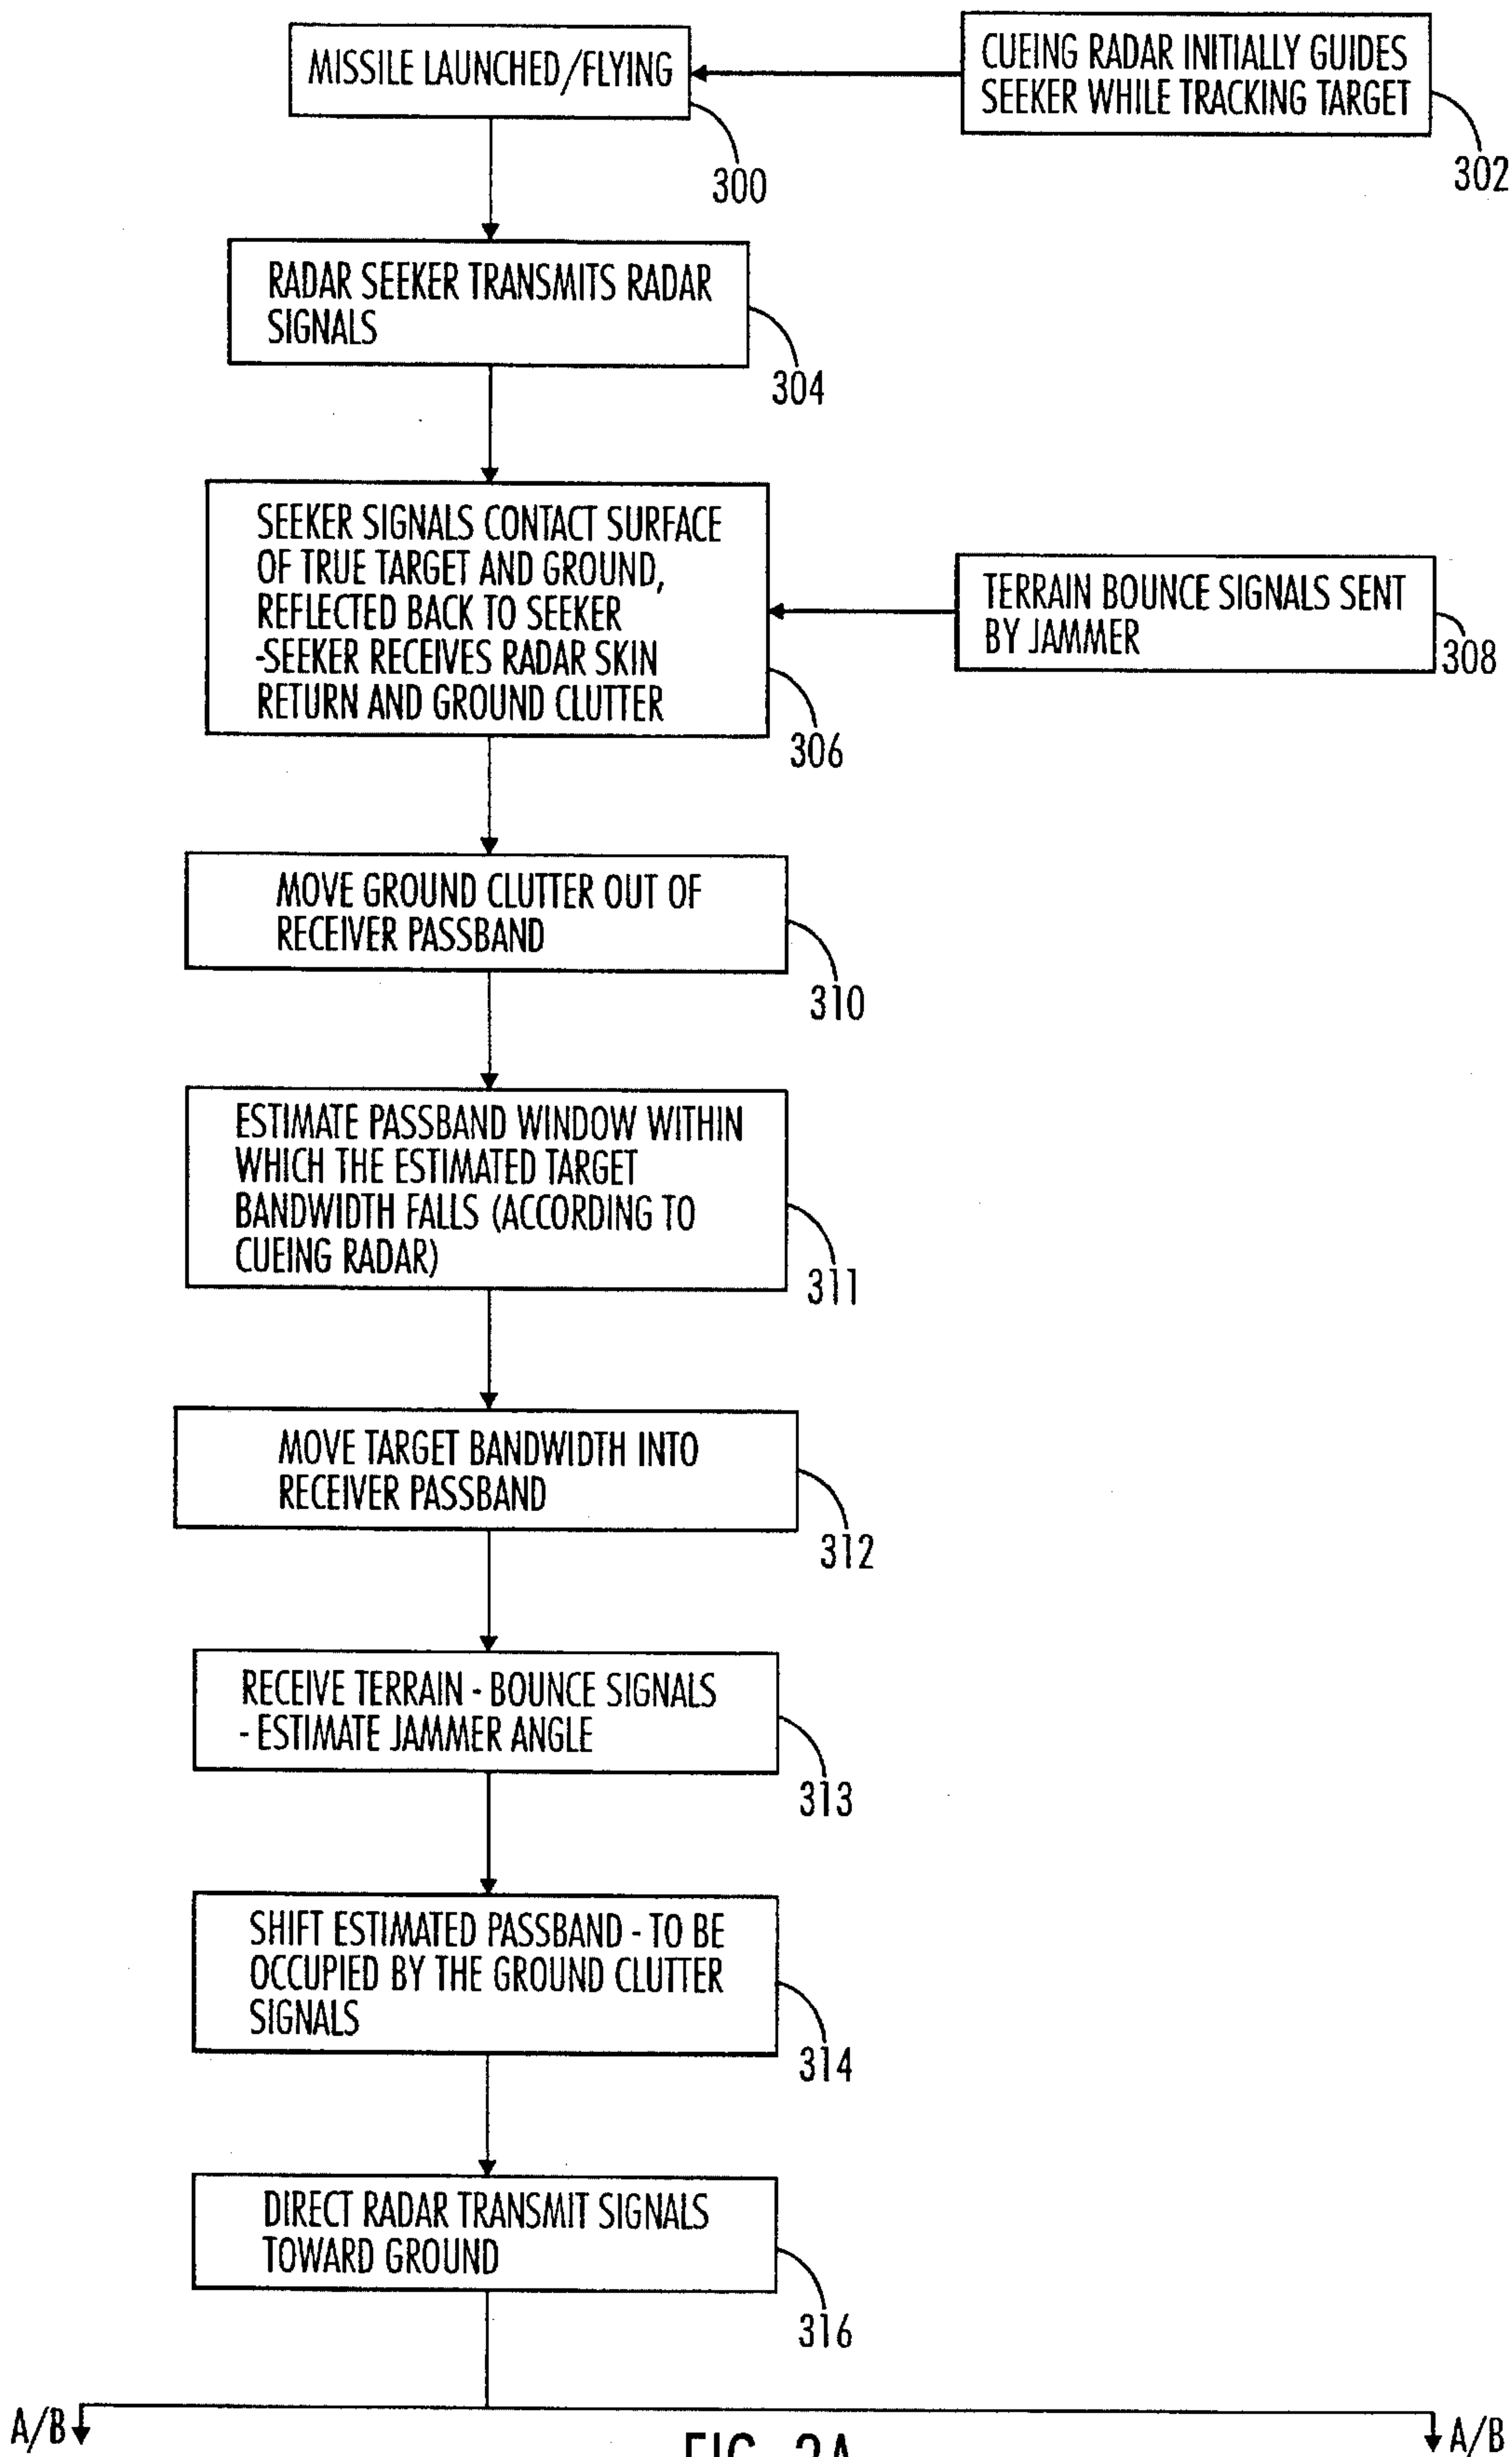 MISSILE LAUNCHED/FLYING
300
CUEING RADAR INITIALLY GUIDES
SEEKER WHILE TRACKING TARGET
302
RADAR SEEKER TRANSMITS RADAR
SIGNALS
304
SEEKER SIGNALS CONTACT SURFACE
OF TRUE TARGET AND GROUND,
REFLECTED BACK TO SEEKER
-SEEKER RECEIVES RADAR SKIN
RETURN AND GROUND CLUTTER
306
TERRAIN BOUNCE SIGNALS SENT
BY JAMMER
308
MOVE GROUND CLUTTER OUT OF
RECEIVER PASSBAND
310
ESTIMATE PASSBAND WINDOW WITHIN
WHICH THE ESTIMATED TARGET
BANDWIDTH FALLS (ACCORDING TO
CUEING RADAR)
311
MOVE TARGET BANDWIDTH INTO
RECEIVER PASSBAND
312
RECEIVE TERRAIN - BOUNCE SIGNALS
- ESTIMATE JAMMER ANGLE
313
SHIFT ESTIMATED PASSBAND - TO BE
OCCUPIED BY THE GROUND CLUTTER
SIGNALS
314
DIRECT RADAR TRANSMIT SIGNALS
TOWARD GROUND
316
A/B
A/B